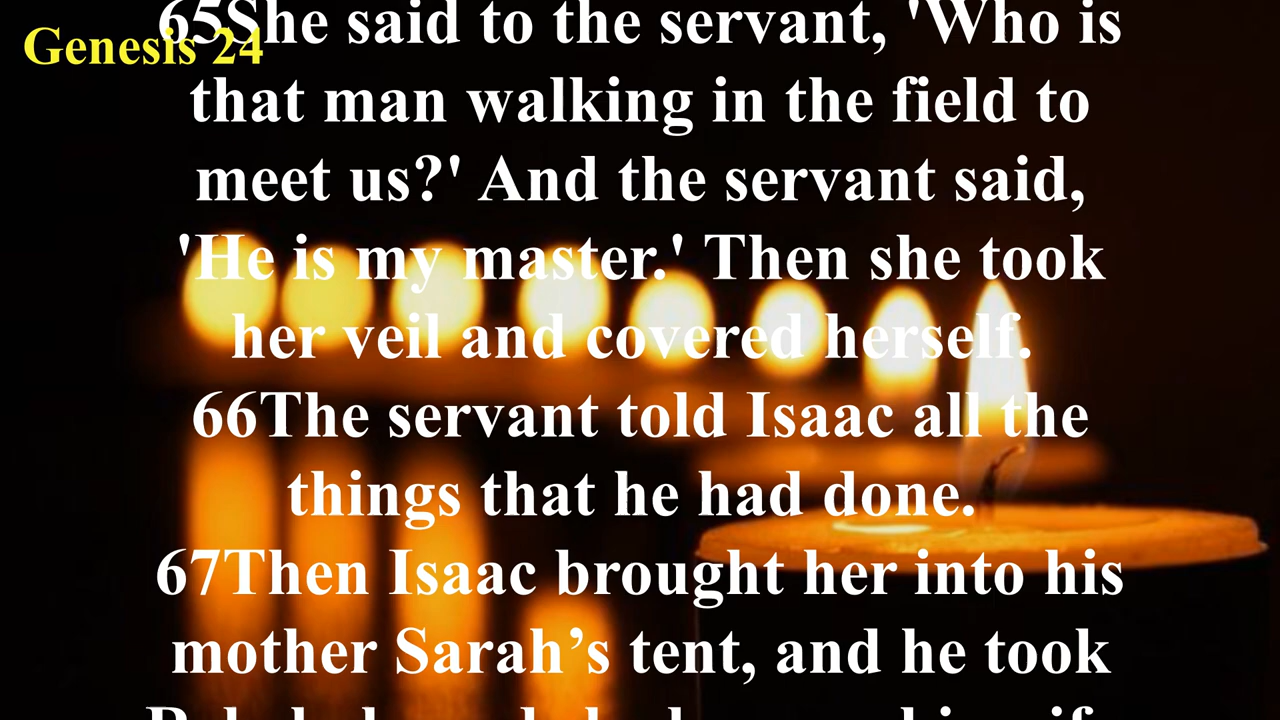 Genesis 24
65She said to the servant, 'Who is
that man walking in the field to
meet us?' And the servant said,
'He is my master.' Then she took
her veil and covered herself.
66The servant told Isaac all the
things that he had done.
67Then Isaac brought her into his
mother Sarah’s tent, and he took